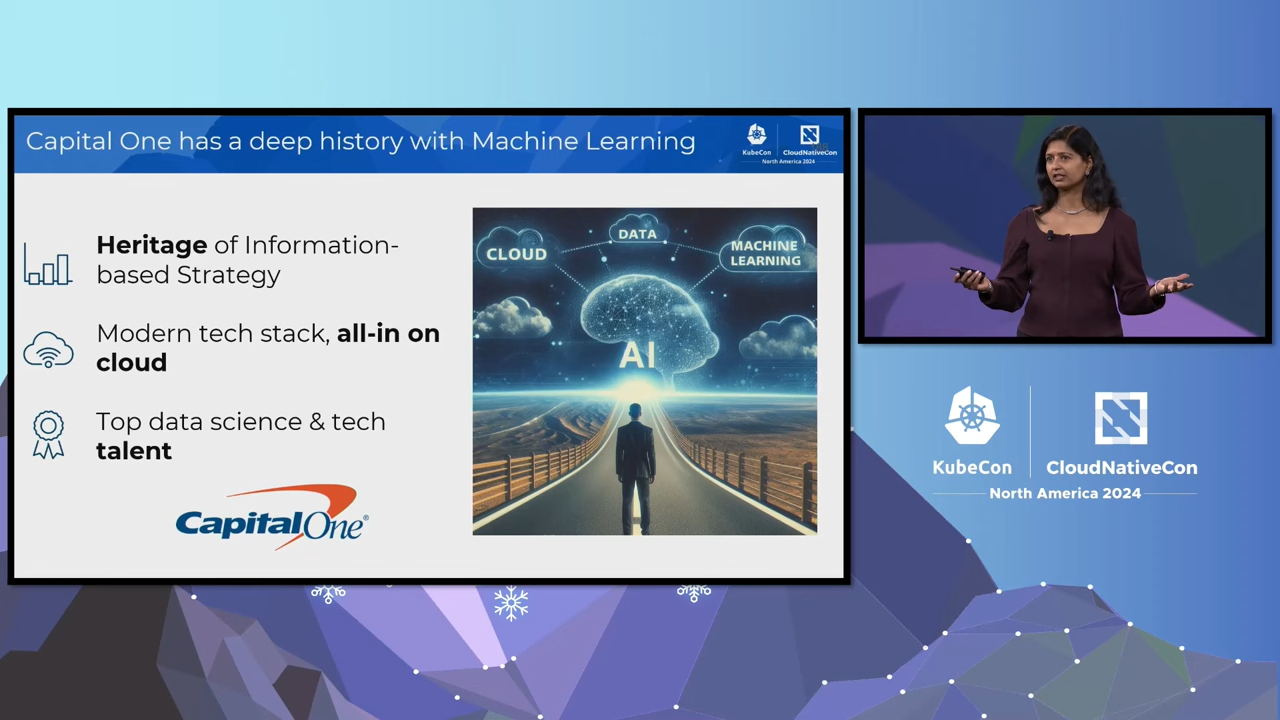 Capital One has a deep history with Machine Learning
KubeCon
CloudNativeCon
North America 2024
Heritage of Information-
based Strategy
Modern tech stack, all-in on
cloud
Top data science & tech
talent
CapitalOne®
CLOUD
DATA
MACHINE
LEARNING
AI
KubeCon
CloudNativeCon
North America 2024